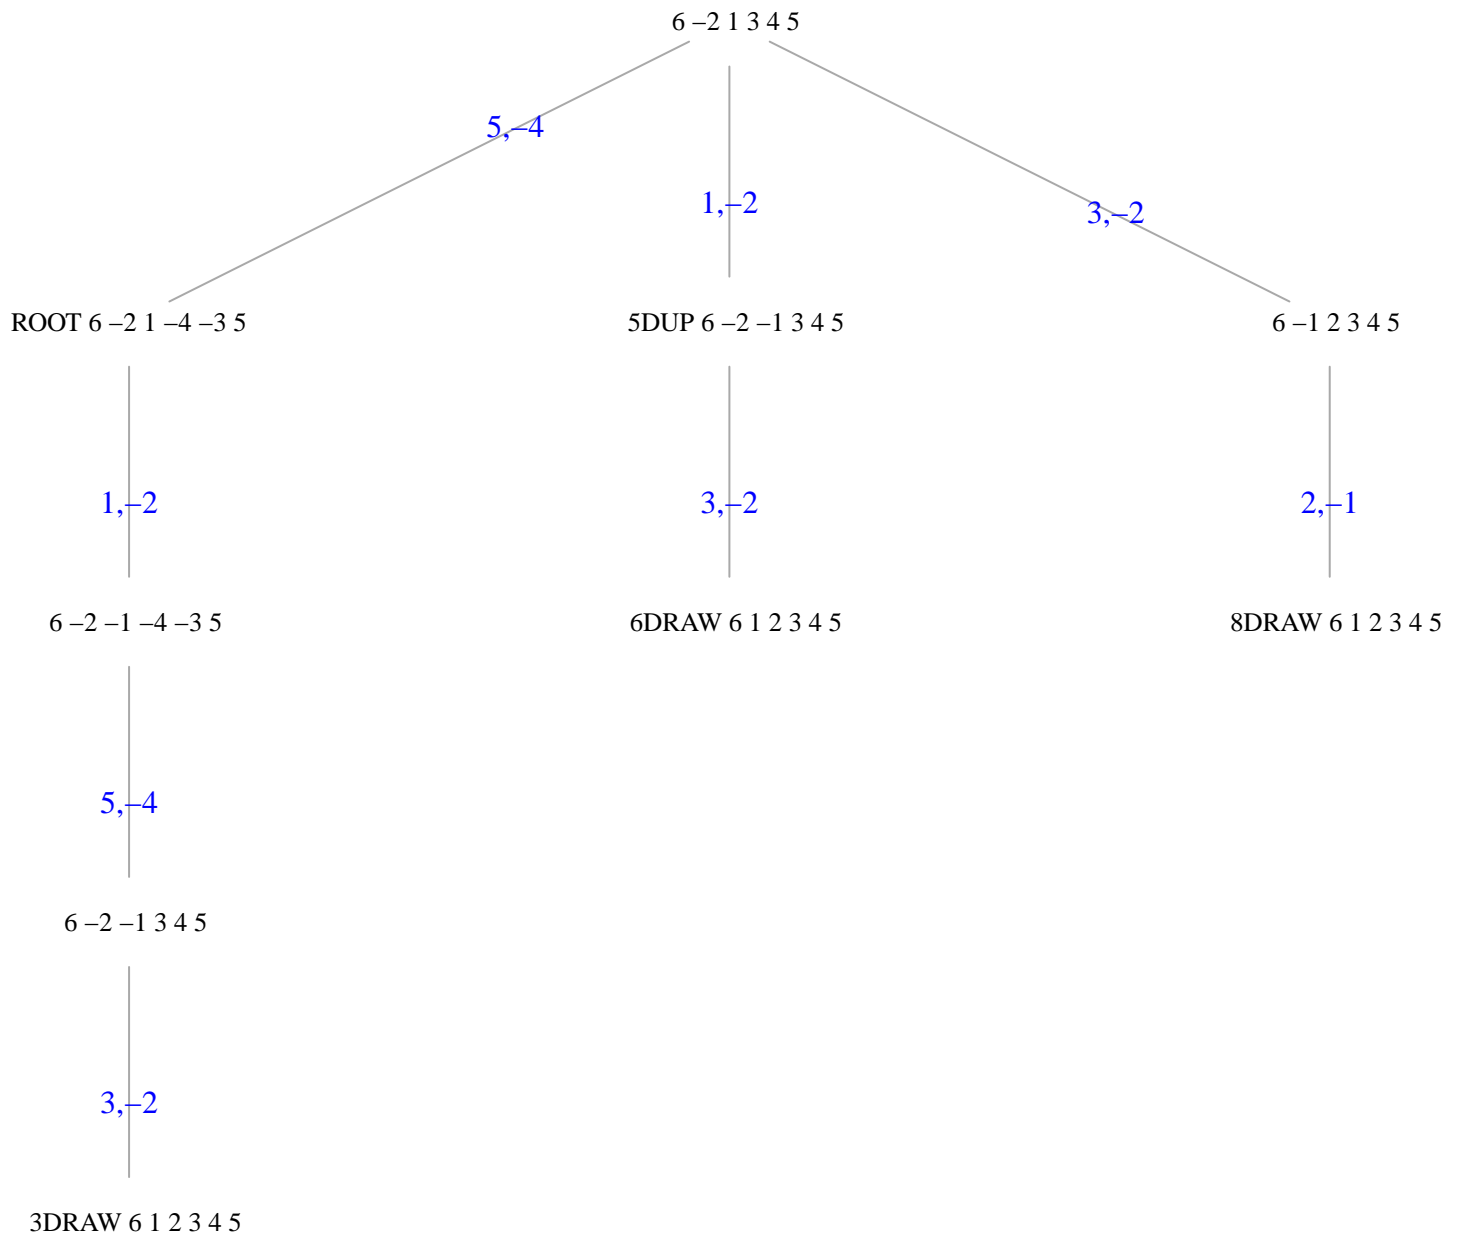 6 –2 1 3 4 5
5,–4
1,–2
3,–2
ROOT 6 –2 1 –4 –3 5
5DUP 6 –2 –1 3 4 5
6 –1 2 3 4 5
1,–2
3,–2
2,–1
6 –2 –1 –4 –3 5
6DRAW 6 1 2 3 4 5
8DRAW 6 1 2 3 4 5
5,–4
6 –2 –1 3 4 5
3,–2
3DRAW 6 1 2 3 4 5